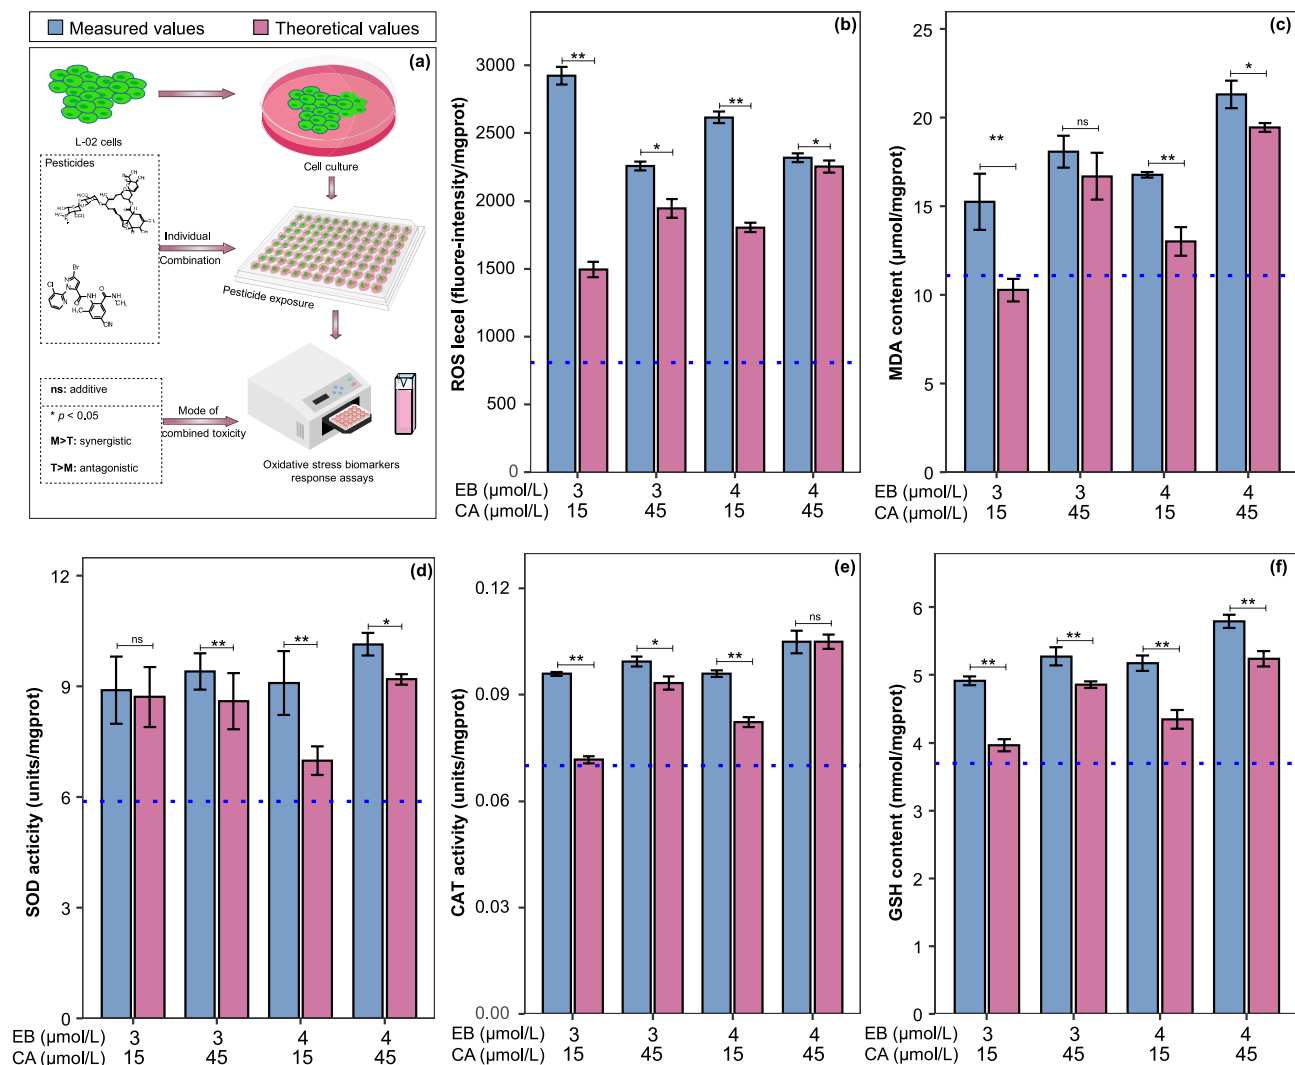 Measured values
Theoretical values
(a)
L-02 cells
Cell culture
Pesticides
Individual
Combination
Pesticide exposure
ns: additive
* p < 0.05
M>T: synergistic
T>M: antagonistic
Mode of
combined toxicity
Oxidative stress biomarkers
response assays
(b)
ROS lecel (fluore-intensity/mgprot)
3000
2500
2000
1500
1000
500
0
**
*
**
*
EB (μmol/L) 3 3 4 4
CA (μmol/L) 15 45 15 45
(c)
MDA content (μmol/mgprot)
25
20
15
10
5
0
**
ns
**
*
EB (μmol/L) 3 3 4 4
CA (μmol/L) 15 45 15 45
(d)
SOD acticity (units/mgprot)
12
9
6
3
0
ns
**
**
*
EB (μmol/L) 3 3 4 4
CA (μmol/L) 15 45 15 45
(e)
CAT activity (units/mgprot)
0.12
0.09
0.06
0.03
0.00
**
*
**
ns
EB (μmol/L) 3 3 4 4
CA (μmol/L) 15 45 15 45
(f)
GSH content (mmol/mgprot)
6
5
4
3
2
1
0
**
**
**
**
EB (μmol/L) 3 3 4 4
CA (μmol/L) 15 45 15 45